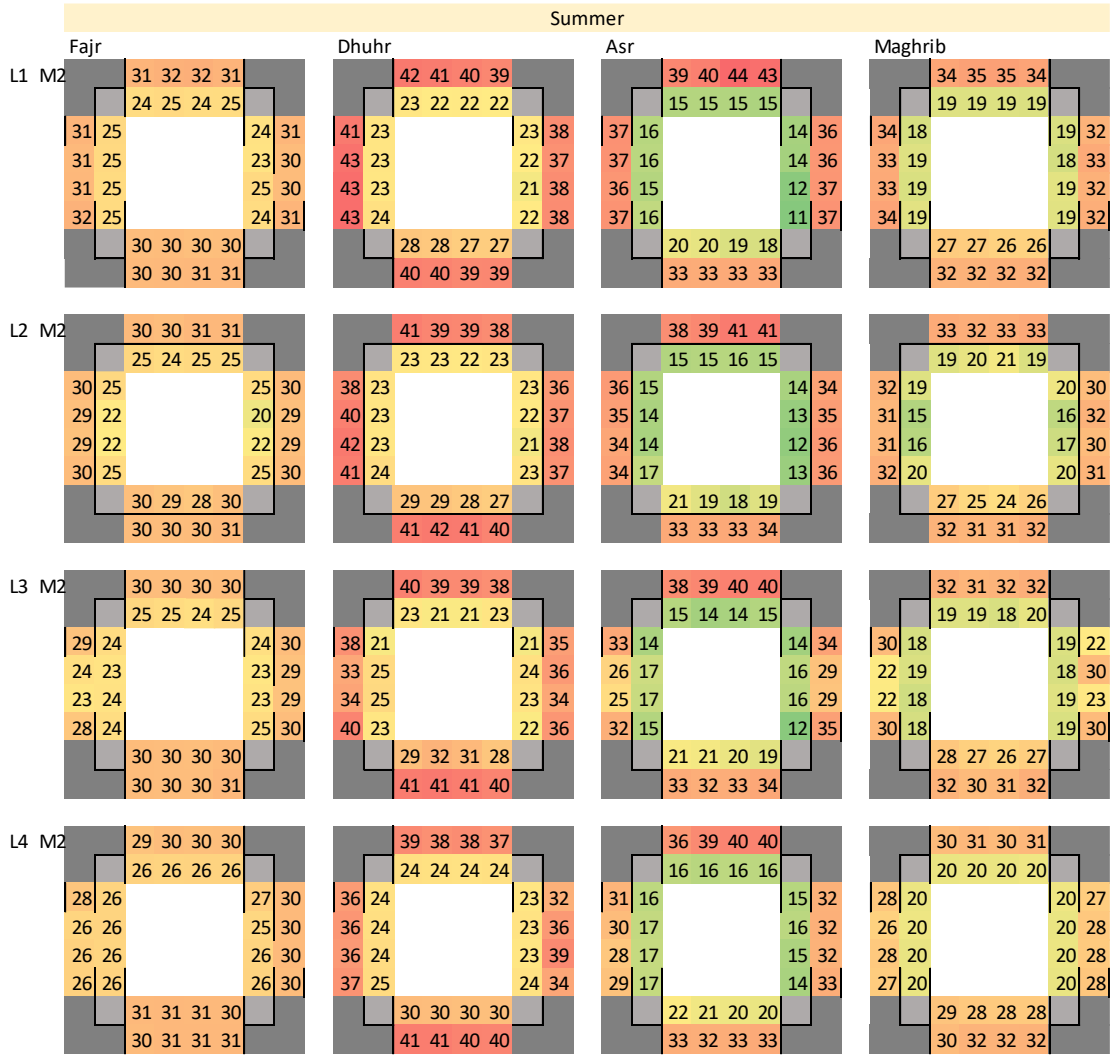 Summer
Fajr Dhuhr Asr Maghrib
L1 M2 31 32 32 31 42 41 40 39 39 40 44 43 34 35 35 34
24 25 24 25 23 22 22 22 15 15 15 15 19 19 19 19
31 25 24 31 41 23 23 38 37 16 14 36 34 18 19 32
31 25 23 30 43 23 22 37 37 16 14 36 33 19 18 33
31 25 25 30 43 23 21 38 36 15 12 37 33 19 19 32
32 25 24 31 43 24 22 38 37 16 11 37 34 19 19 32
30 30 30 30 28 28 27 27 20 20 19 18 27 27 26 26
30 30 31 31 40 40 39 39 33 33 33 33 32 32 32 32
L2 M2 30 30 31 31 41 39 39 38 38 39 41 41 33 32 33 33
25 24 25 25 23 23 22 23 15 15 16 15 19 20 21 19
30 25 25 30 38 23 23 36 36 15 14 34 32 19 20 30
29 22 20 29 40 23 22 37 35 14 13 35 31 15 16 32
29 22 22 29 42 23 21 38 34 14 12 36 31 16 17 30
30 25 25 30 41 24 23 37 34 17 13 36 32 20 20 31
30 29 28 30 29 29 28 27 21 19 18 19 27 25 24 26
30 30 30 31 41 42 41 40 33 33 33 34 32 31 31 32
L3 M2 30 30 30 30 40 39 39 38 38 39 40 40 32 31 32 32
25 25 24 25 23 21 21 23 15 14 14 15 19 19 18 20
29 24 24 30 38 21 21 35 33 14 14 34 30 18 19 22
24 23 23 29 33 25 24 36 26 17 16 29 22 19 18 30
23 24 23 29 34 25 23 34 25 17 16 29 22 18 19 23
28 24 25 30 40 23 22 36 32 15 12 35 30 18 19 30
30 30 30 30 29 32 31 28 21 21 20 19 28 27 26 27
30 30 30 31 41 41 41 40 33 32 33 34 32 30 31 32
L4 M2 29 30 30 30 39 38 38 37 36 39 40 40 30 31 30 31
26 26 26 26 24 24 24 24 16 16 16 16 20 20 20 20
28 26 27 30 36 24 23 32 31 16 15 32 28 20 20 27
26 26 25 30 36 24 23 36 30 17 16 32 26 20 20 28
26 26 26 30 36 24 23 39 28 17 15 32 28 20 20 28
26 26 26 30 37 25 24 34 29 17 14 33 27 20 20 28
31 31 31 30 30 30 30 30 22 21 20 20 29 28 28 28
30 31 31 31 41 41 40 40 33 32 33 33 30 32 32 32